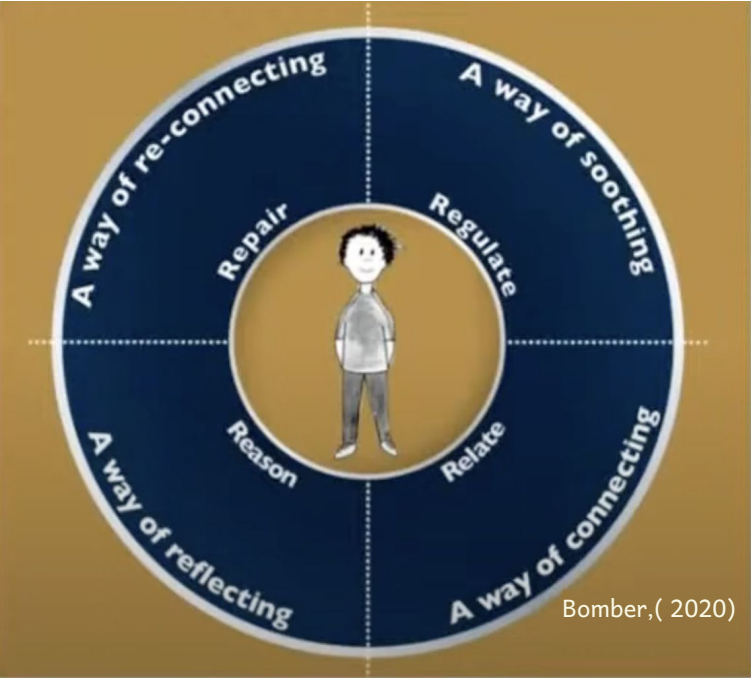 A way of re-connecting
A way of soothing
Repair
Regulate
Reason
Relate
A way of reflecting
A way of connecting
Bomber,( 2020)